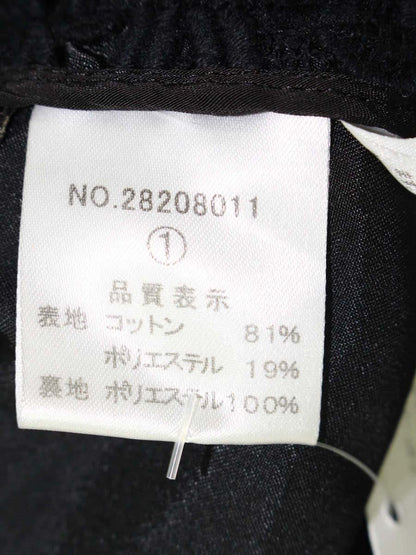 NO.28208011
①
品質表示
表地 コットン 81%
ポリエステル 19%
裏地 ポリエステル100%